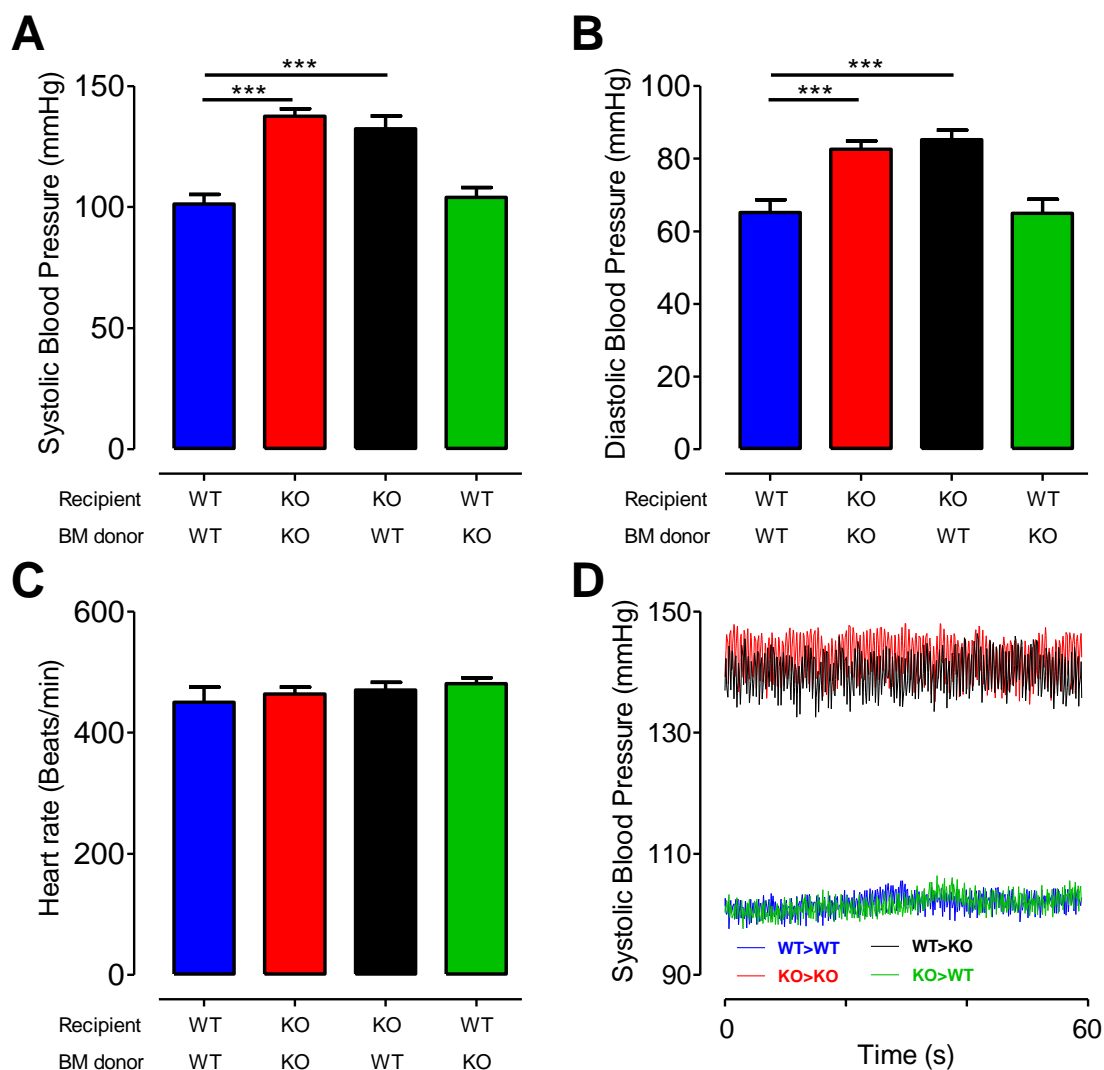 A
Systolic Blood Pressure (mmHg)
150
100
50
0
***
***
Recipient WT KO KO WT
BM donor WT KO WT KO
B
Diastolic Blood Pressure (mmHg)
100
80
60
40
20
0
***
***
Recipient WT KO KO WT
BM donor WT KO WT KO
C
Heart rate (Beats/min)
600
400
200
0
Recipient WT KO KO WT
BM donor WT KO WT KO
D
Systolic Blood Pressure (mmHg)
150
130
110
90
WT>WT WT>KO
KO>KO KO>WT
0 60
Time (s)